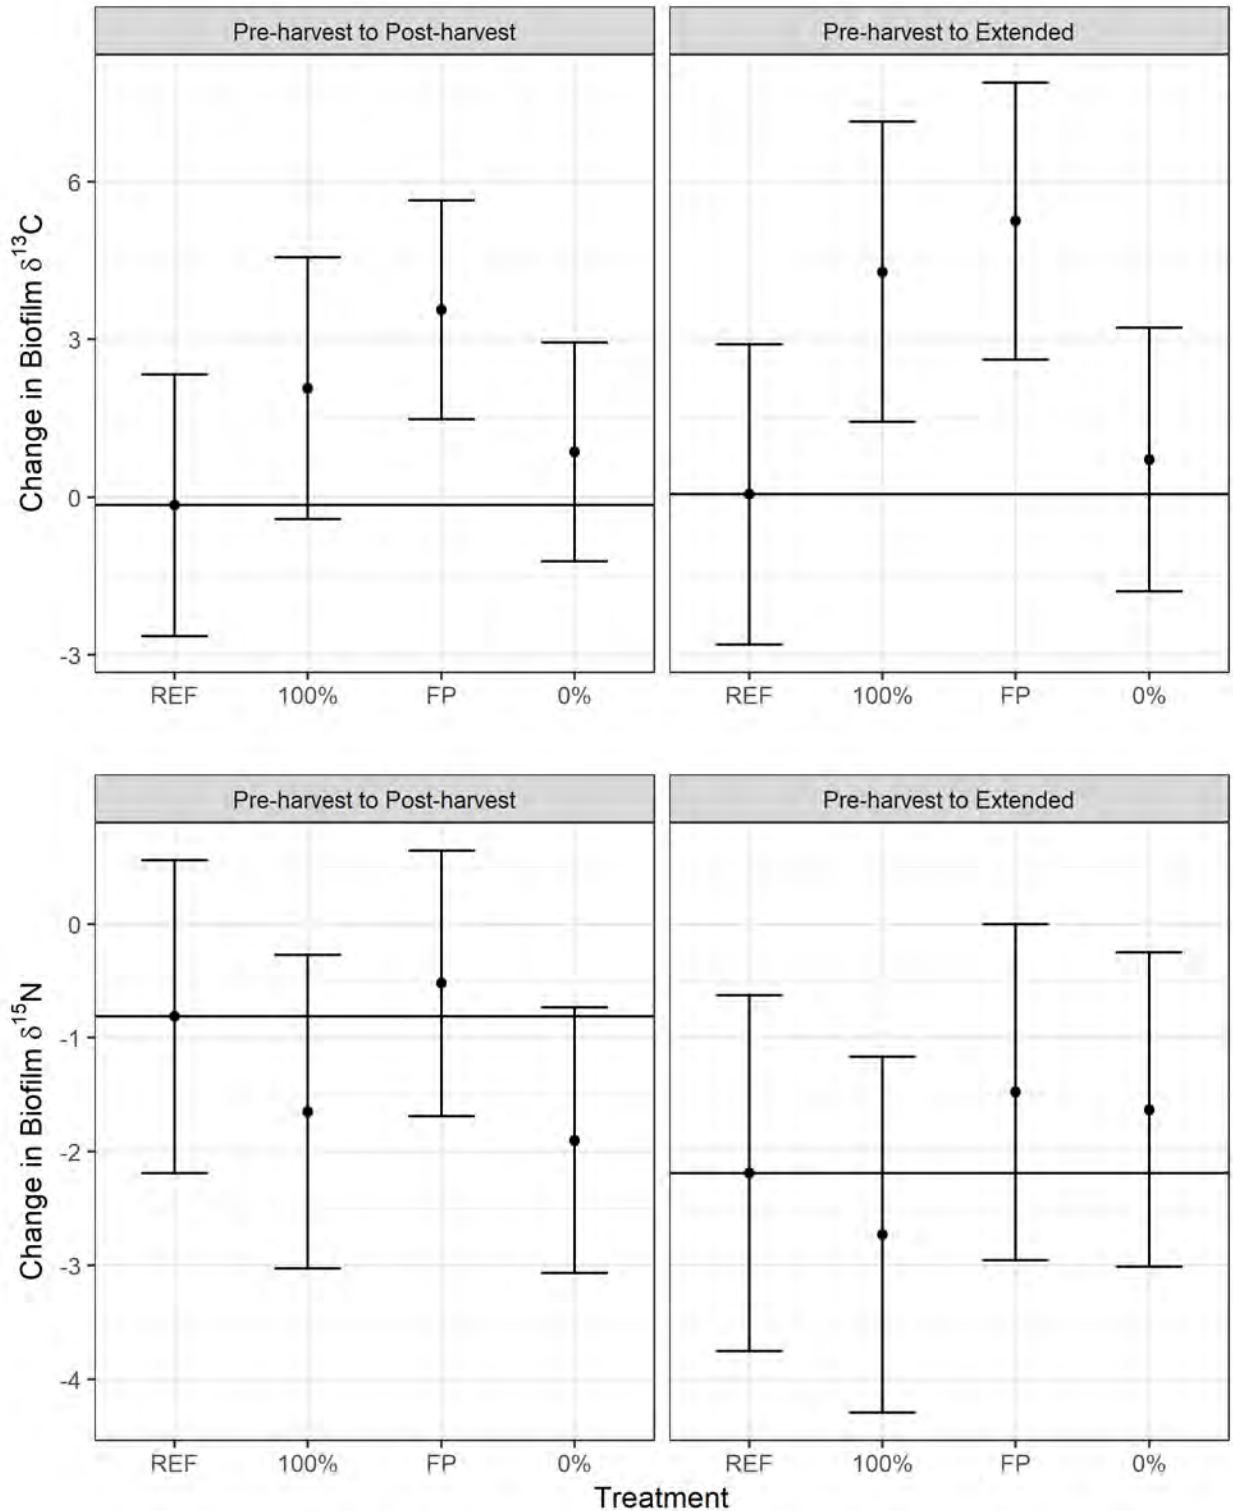 Pre-harvest to Post-harvest
Pre-harvest to Extended
Change in Biofilm δ¹³C
6
3
0
-3
REF 100% FP 0%
REF 100% FP 0%
Pre-harvest to Post-harvest
Pre-harvest to Extended
Change in Biofilm δ¹⁵N
0
-1
-2
-3
-4
REF 100% FP 0%
REF 100% FP 0%
Treatment